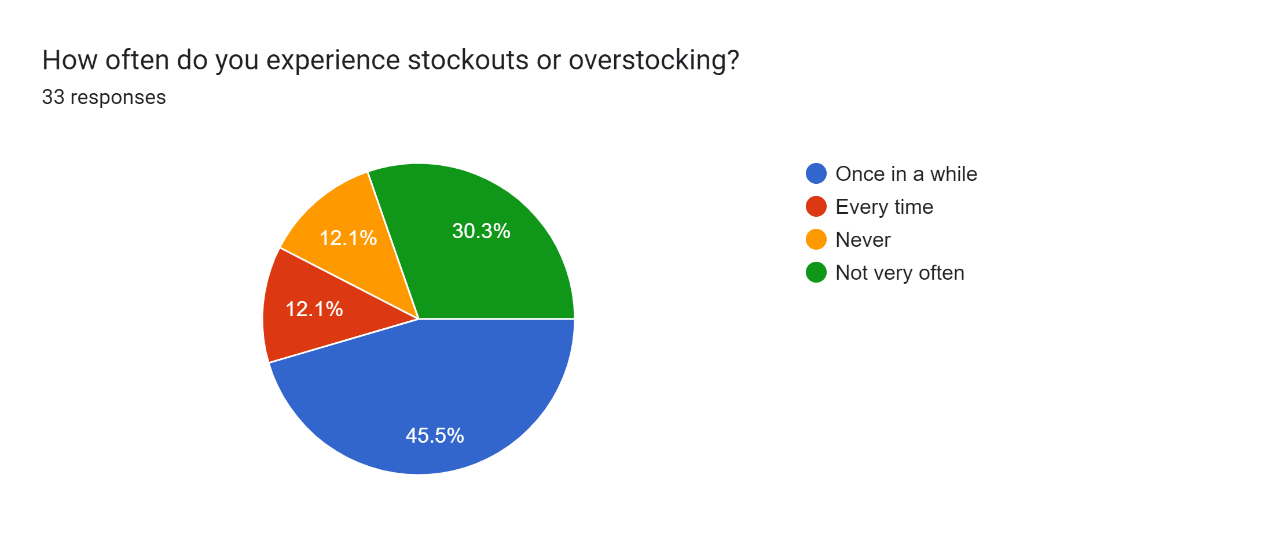 How often do you experience stockouts or overstocking?
33 responses
Once in a while
Every time
Never
Not very often
30.3%
12.1%
12.1%
45.5%